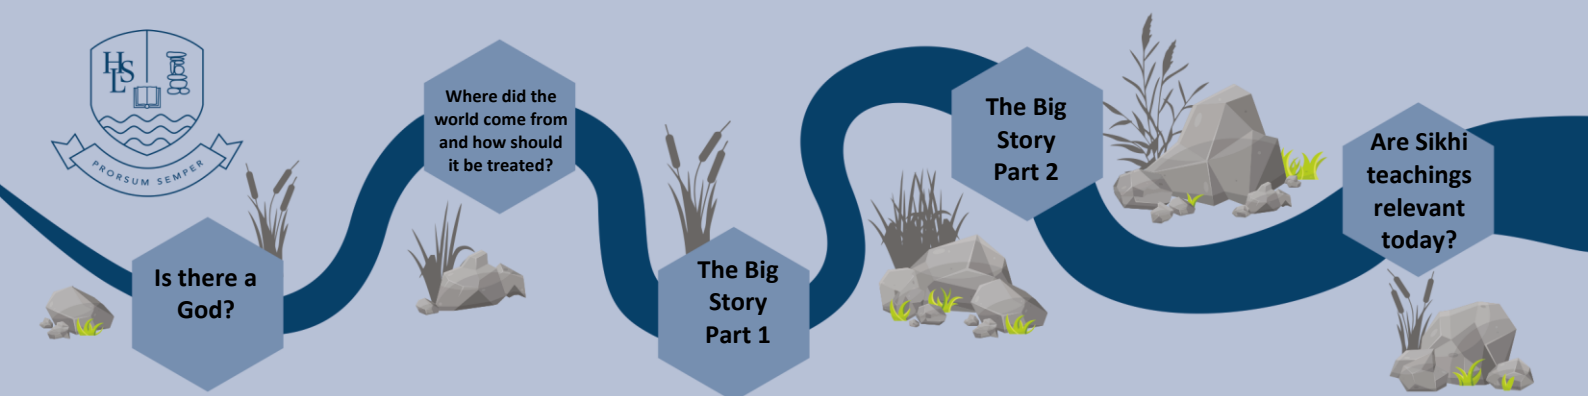 HLS
PRORSUM SEMPER
Is there a
God?
Where did the
world come from
and how should
it be treated?
The Big
Story
Part 1
The Big
Story
Part 2
Are Sikhi
teachings
relevant
today?